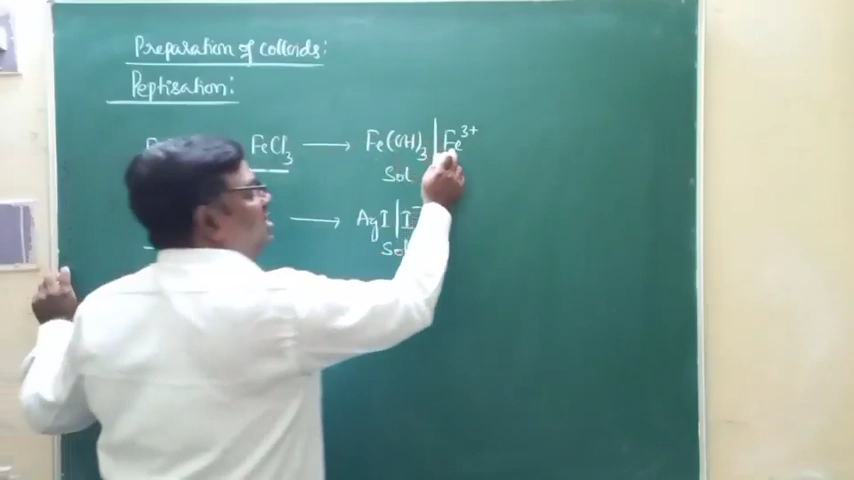 Preparation of colloids:
Peptisation:
FeCl3 ⟶ Fe(OH)3 | Fe3+
Sol
⟶ AgI | I-
Sol